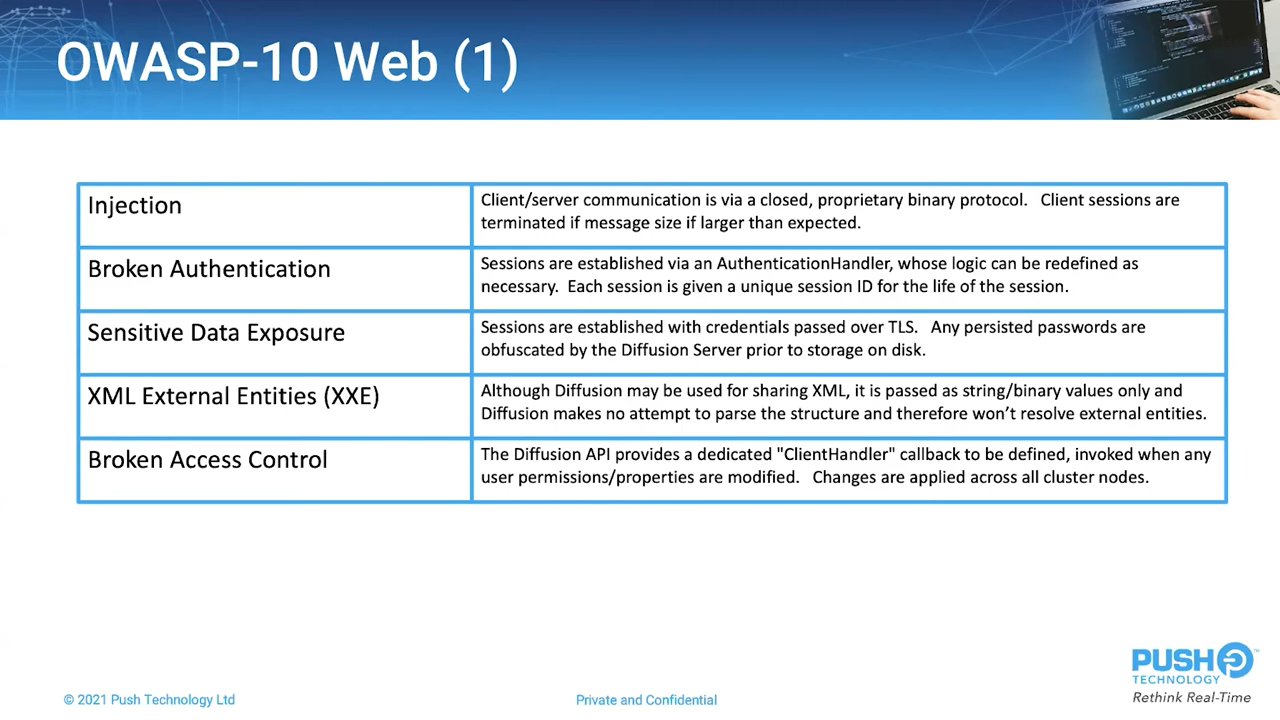 OWASP-10 Web (1)
Injection
Client/server communication is via a closed, proprietary binary protocol. Client sessions are
terminated if message size if larger than expected.
Broken Authentication
Sessions are established via an AuthenticationHandler, whose logic can be redefined as
necessary. Each session is given a unique session ID for the life of the session.
Sensitive Data Exposure
Sessions are established with credentials passed over TLS. Any persisted passwords are
obfuscated by the Diffusion Server prior to storage on disk.
XML External Entities (XXE)
Although Diffusion may be used for sharing XML, it is passed as string/binary values only and
Diffusion makes no attempt to parse the structure and therefore won’t resolve external entities.
Broken Access Control
The Diffusion API provides a dedicated "ClientHandler" callback to be defined, invoked when any
user permissions/properties are modified. Changes are applied across all cluster nodes.
PUSH
TECHNOLOGY
Rethink Real-Time
© 2021 Push Technology Ltd
Private and Confidential